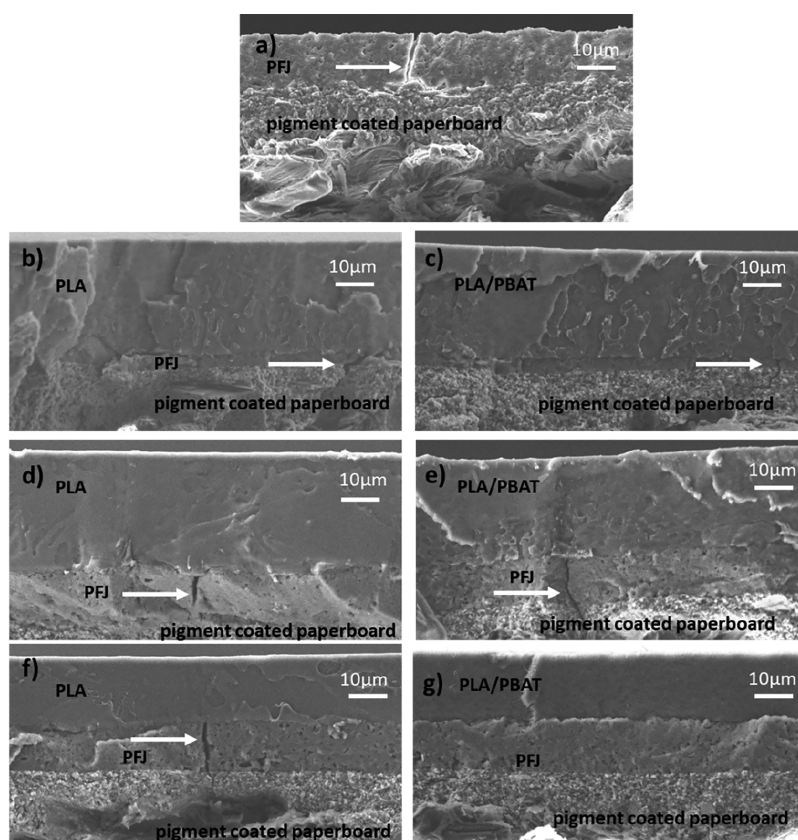 a)
10µm
PFJ
pigment coated paperboard
b)
PLA
10µm
PFJ
pigment coated paperboard
c)
PLA/PBAT
10µm
pigment coated paperboard
d)
PLA
10µm
PFJ
pigment coated paperboard
e)
PLA/PBAT
10µm
PFJ
pigment coated paperboard
f)
PLA
10µm
PFJ
pigment coated paperboard
g)
PLA/PBAT
10µm
PFJ
pigment coated paperboard